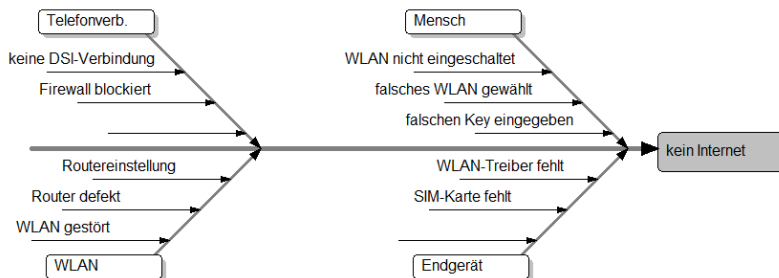 Telefonverb.
Mensch
keine DSI-Verbindung
WLAN nicht eingeschaltet
Firewall blockiert
falsches WLAN gewählt
falschen Key eingegeben
kein Internet
Routereinstellung
WLAN-Treiber fehlt
Router defekt
SIM-Karte fehlt
WLAN gestört
WLAN
Endgerät